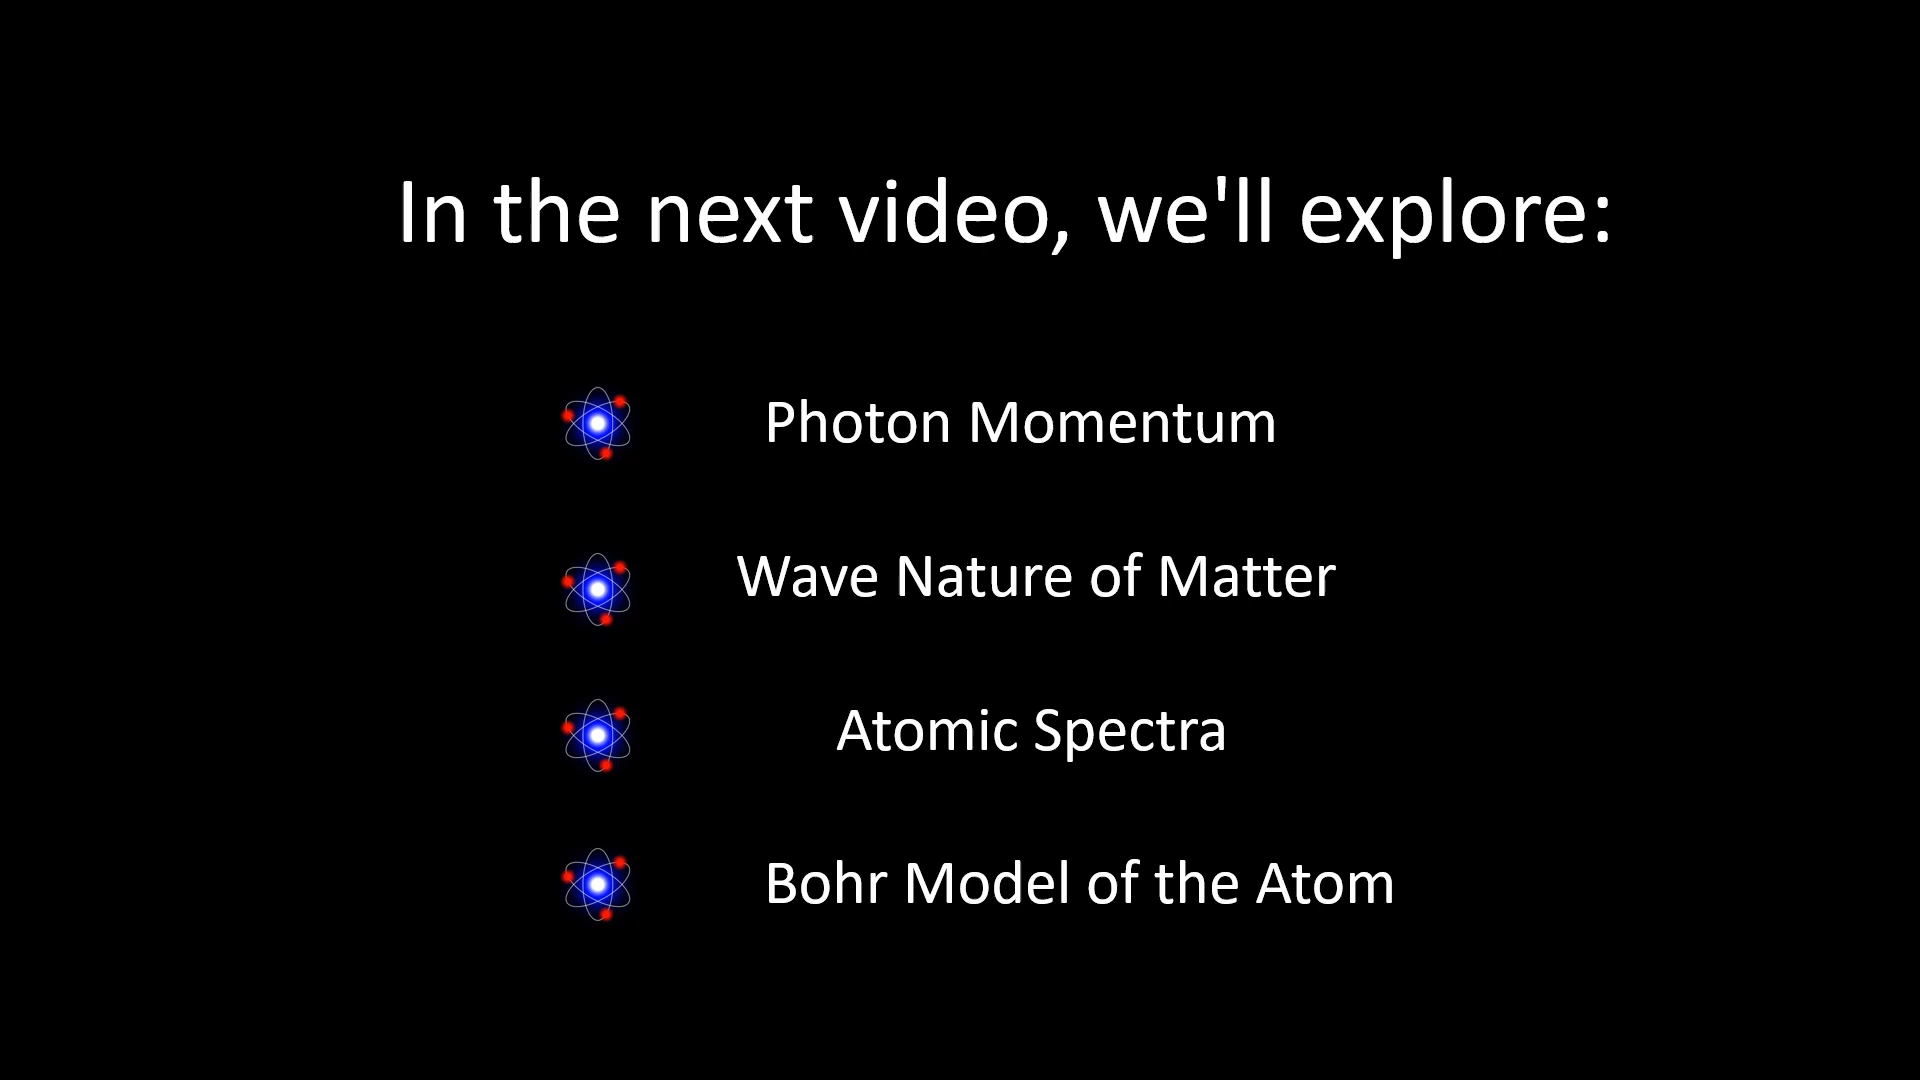 In the next video, we'll explore:
Photon Momentum
Wave Nature of Matter
Atomic Spectra
Bohr Model of the Atom